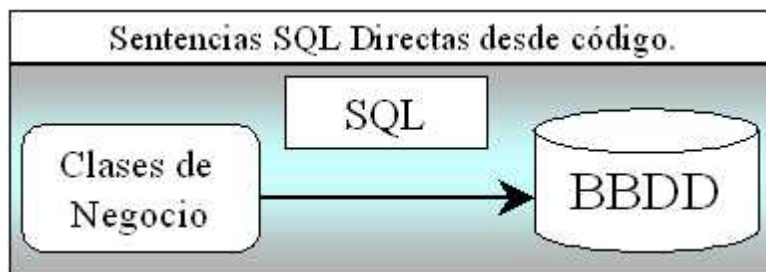 Sentencias SQL Directas desde código.
SQL
Clases de
Negocio
BBDD